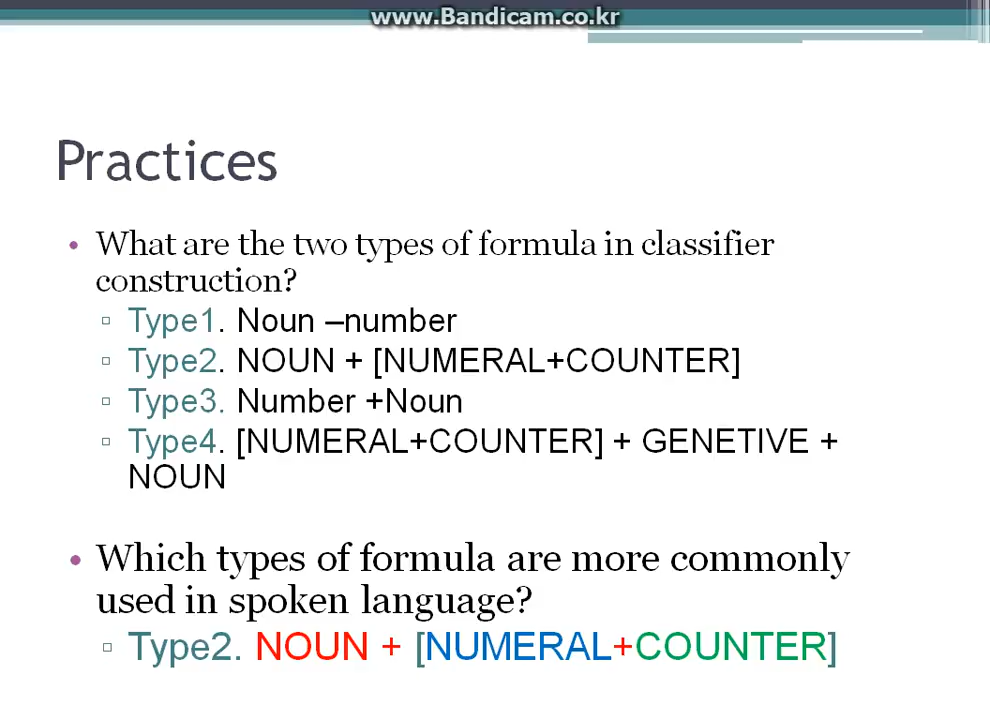 www.Bandicam.co.kr
Practices
• What are the two types of formula in classifier
construction?
▫ Type1. Noun –number
▫ Type2. NOUN + [NUMERAL+COUNTER]
▫ Type3. Number +Noun
▫ Type4. [NUMERAL+COUNTER] + GENETIVE +
NOUN
• Which types of formula are more commonly
used in spoken language?
▫ Type2. NOUN + [NUMERAL+COUNTER]